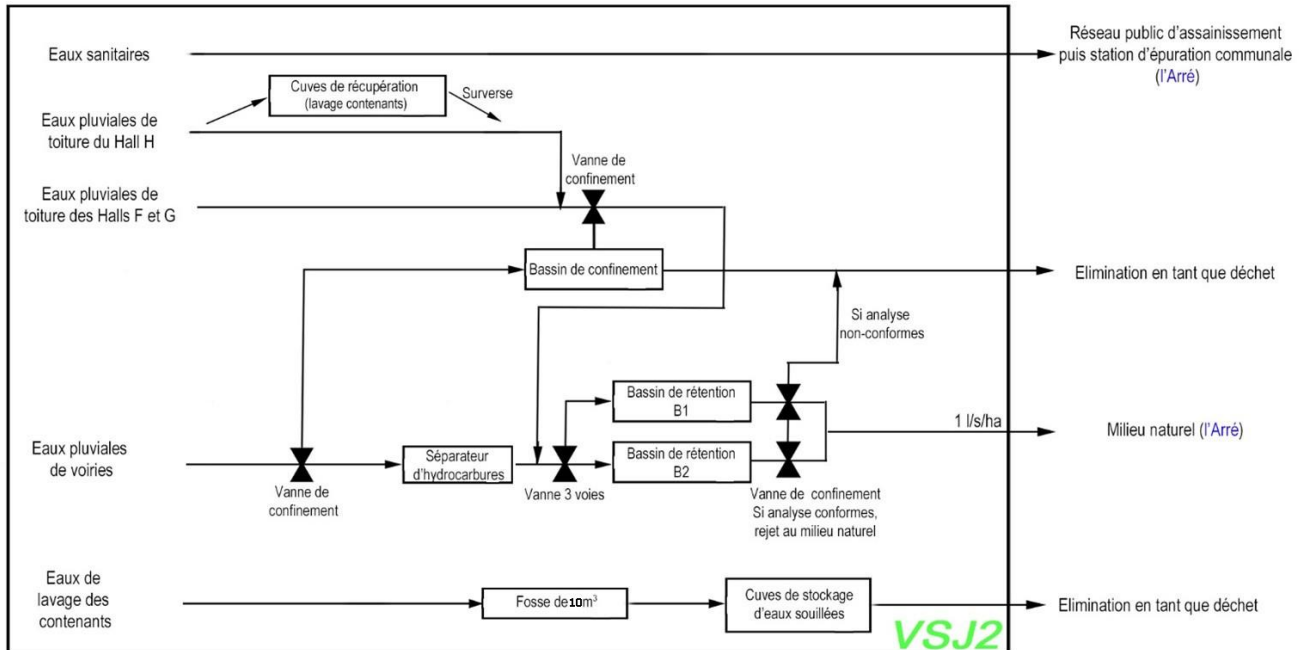 Eaux sanitaires
Réseau public d'assainissement
puis station d'épuration communale
(l'Arré)
Cuves de récupération
(lavage contenants)
Surverse
Eaux pluviales de
toiture du Hall H
Vanne de
confinement
Eaux pluviales de
toiture des Halls F et G
Bassin de confinement
Elimination en tant que déchet
Si analyse
non-conformes
Bassin de rétention
B1
1 l/s/ha
Milieu naturel (l'Arré)
Eaux pluviales
de voiries
Séparateur
d'hydrocarbures
Bassin de rétention
B2
Vanne de
confinement
Vanne 3 voies
Vanne de confinement
Si analyse conformes,
rejet au milieu naturel
Eaux de
lavage des
contenants
Fosse de 10m³
Cuves de stockage
d'eaux souillées
Elimination en tant que déchet
VSJ2